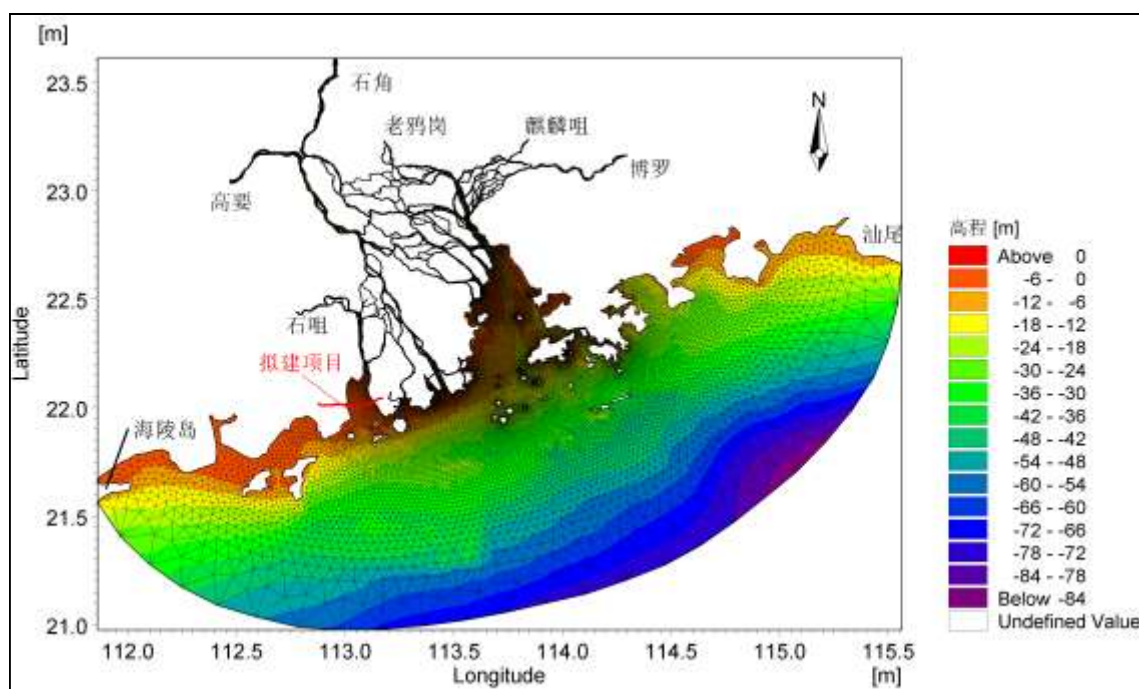 [m]
23.5
23.0
22.5
22.0
21.5
21.0
Latitude
石角
老鸦岗
麒麟咀
博罗
高要
N
汕尾
石咀
拟建项目
海陵岛
112.0 112.5 113.0 113.5 114.0 114.5 115.0 115.5
Longitude
[m]
高程 [m]
Above 0
-6 - 0
-12 - -6
-18 - -12
-24 - -18
-30 - -24
-36 - -30
-42 - -36
-48 - -42
-54 - -48
-60 - -54
-66 - -60
-72 - -66
-78 - -72
-84 - -78
Below -84
Undefined Value